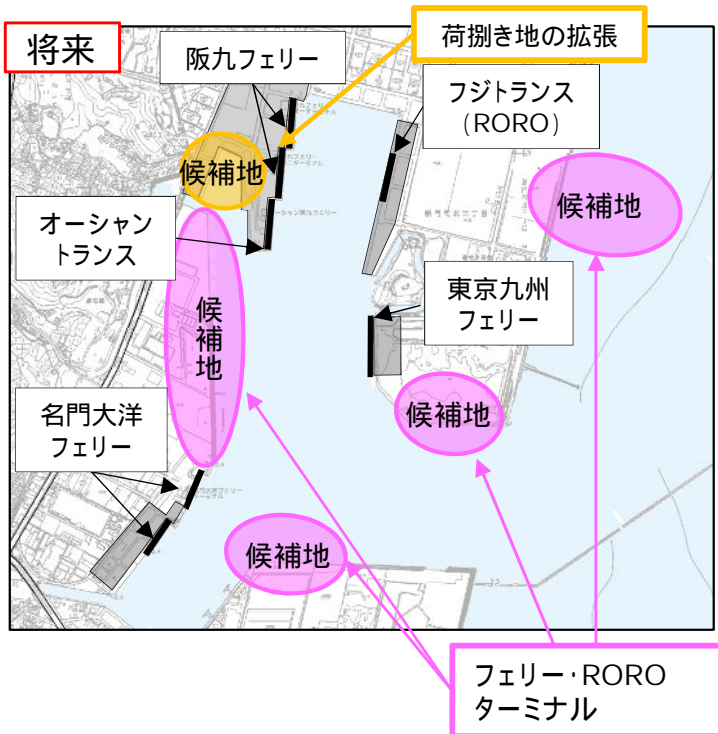 将来
阪九フェリー
荷捌き地の拡張
フジトランス
(RORO)
候補地
候補地
オーシャン
トランス
東京九州
フェリー
候補地
名門大洋
フェリー
候補地
候補地
フェリー・RORO
ターミナル